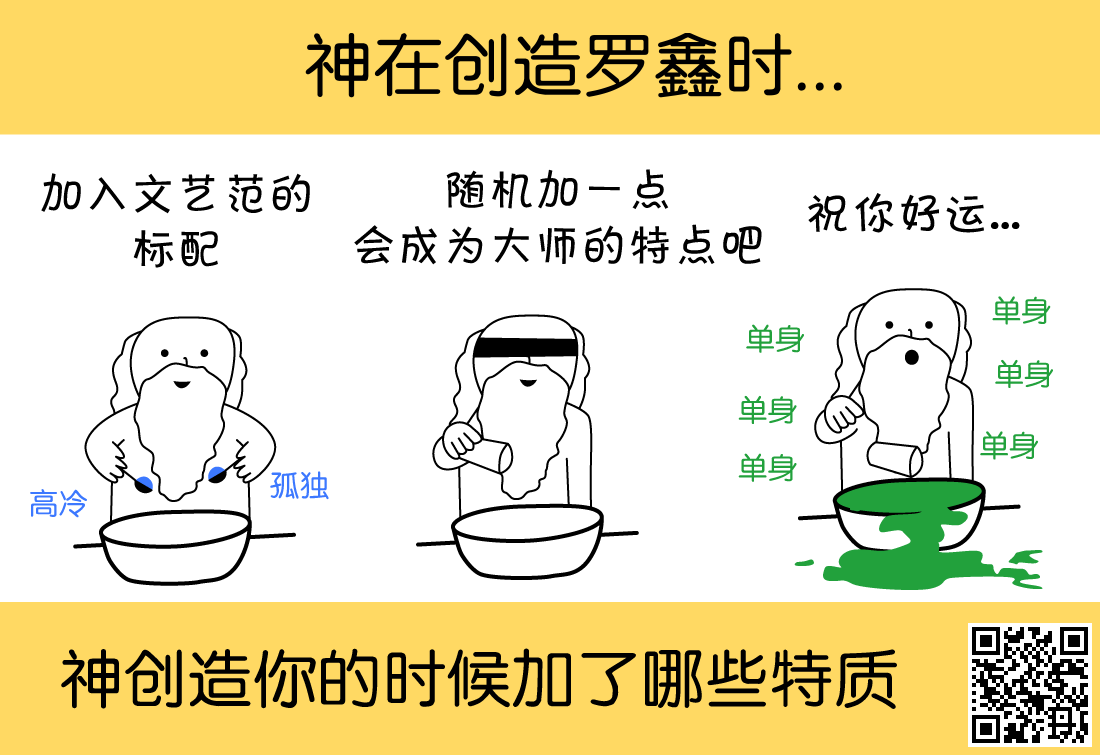 神在创造罗鑫时...
加入文艺范的
标配
高冷
孤独
随机加一点
会成为大师的特点吧
祝你好运...
单身
单身
单身
单身
单身
单身
神创造你的时候加了哪些特质